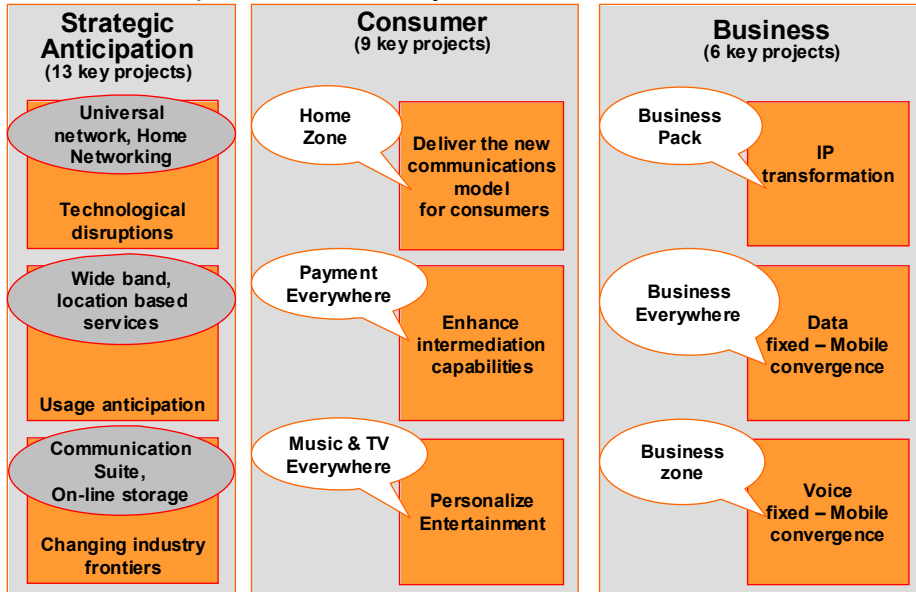 Strategic
Anticipation
(13 key projects)
Universal
network, Home
Networking
Technological
disruptions
Wide band,
location based
services
Usage anticipation
Communication
Suite,
On-line storage
Changing industry
frontiers
Consumer
(9 key projects)
Home
Zone
Deliver the new
communications
model
for consumers
Payment
Everywhere
Enhance
intermediation
capabilities
Music & TV
Everywhere
Personalize
Entertainment
Business
(6 key projects)
Business
Pack
IP
transformation
Business
Everywhere
Data
fixed – Mobile
convergence
Business
zone
Voice
fixed – Mobile
convergence